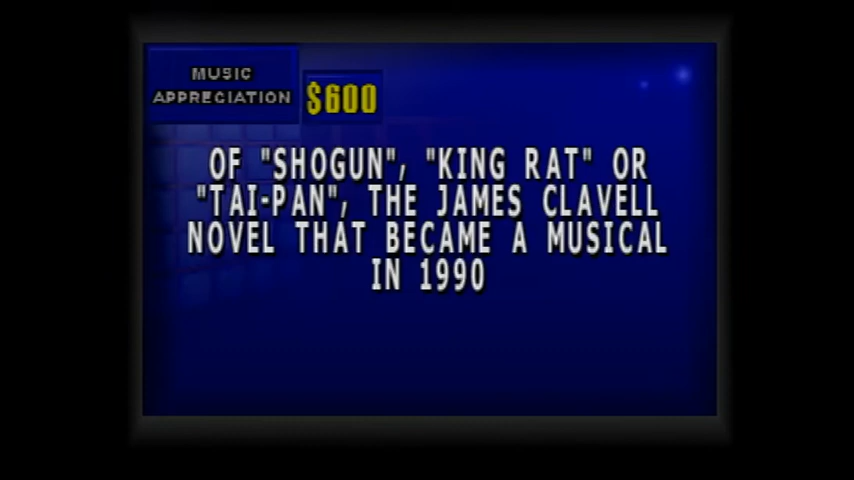 MUSIC
APPRECIATION
$600
OF "SHOGUN", "KING RAT" OR
"TAI-PAN", THE JAMES CLAVELL
NOVEL THAT BECAME A MUSICAL
IN 1990